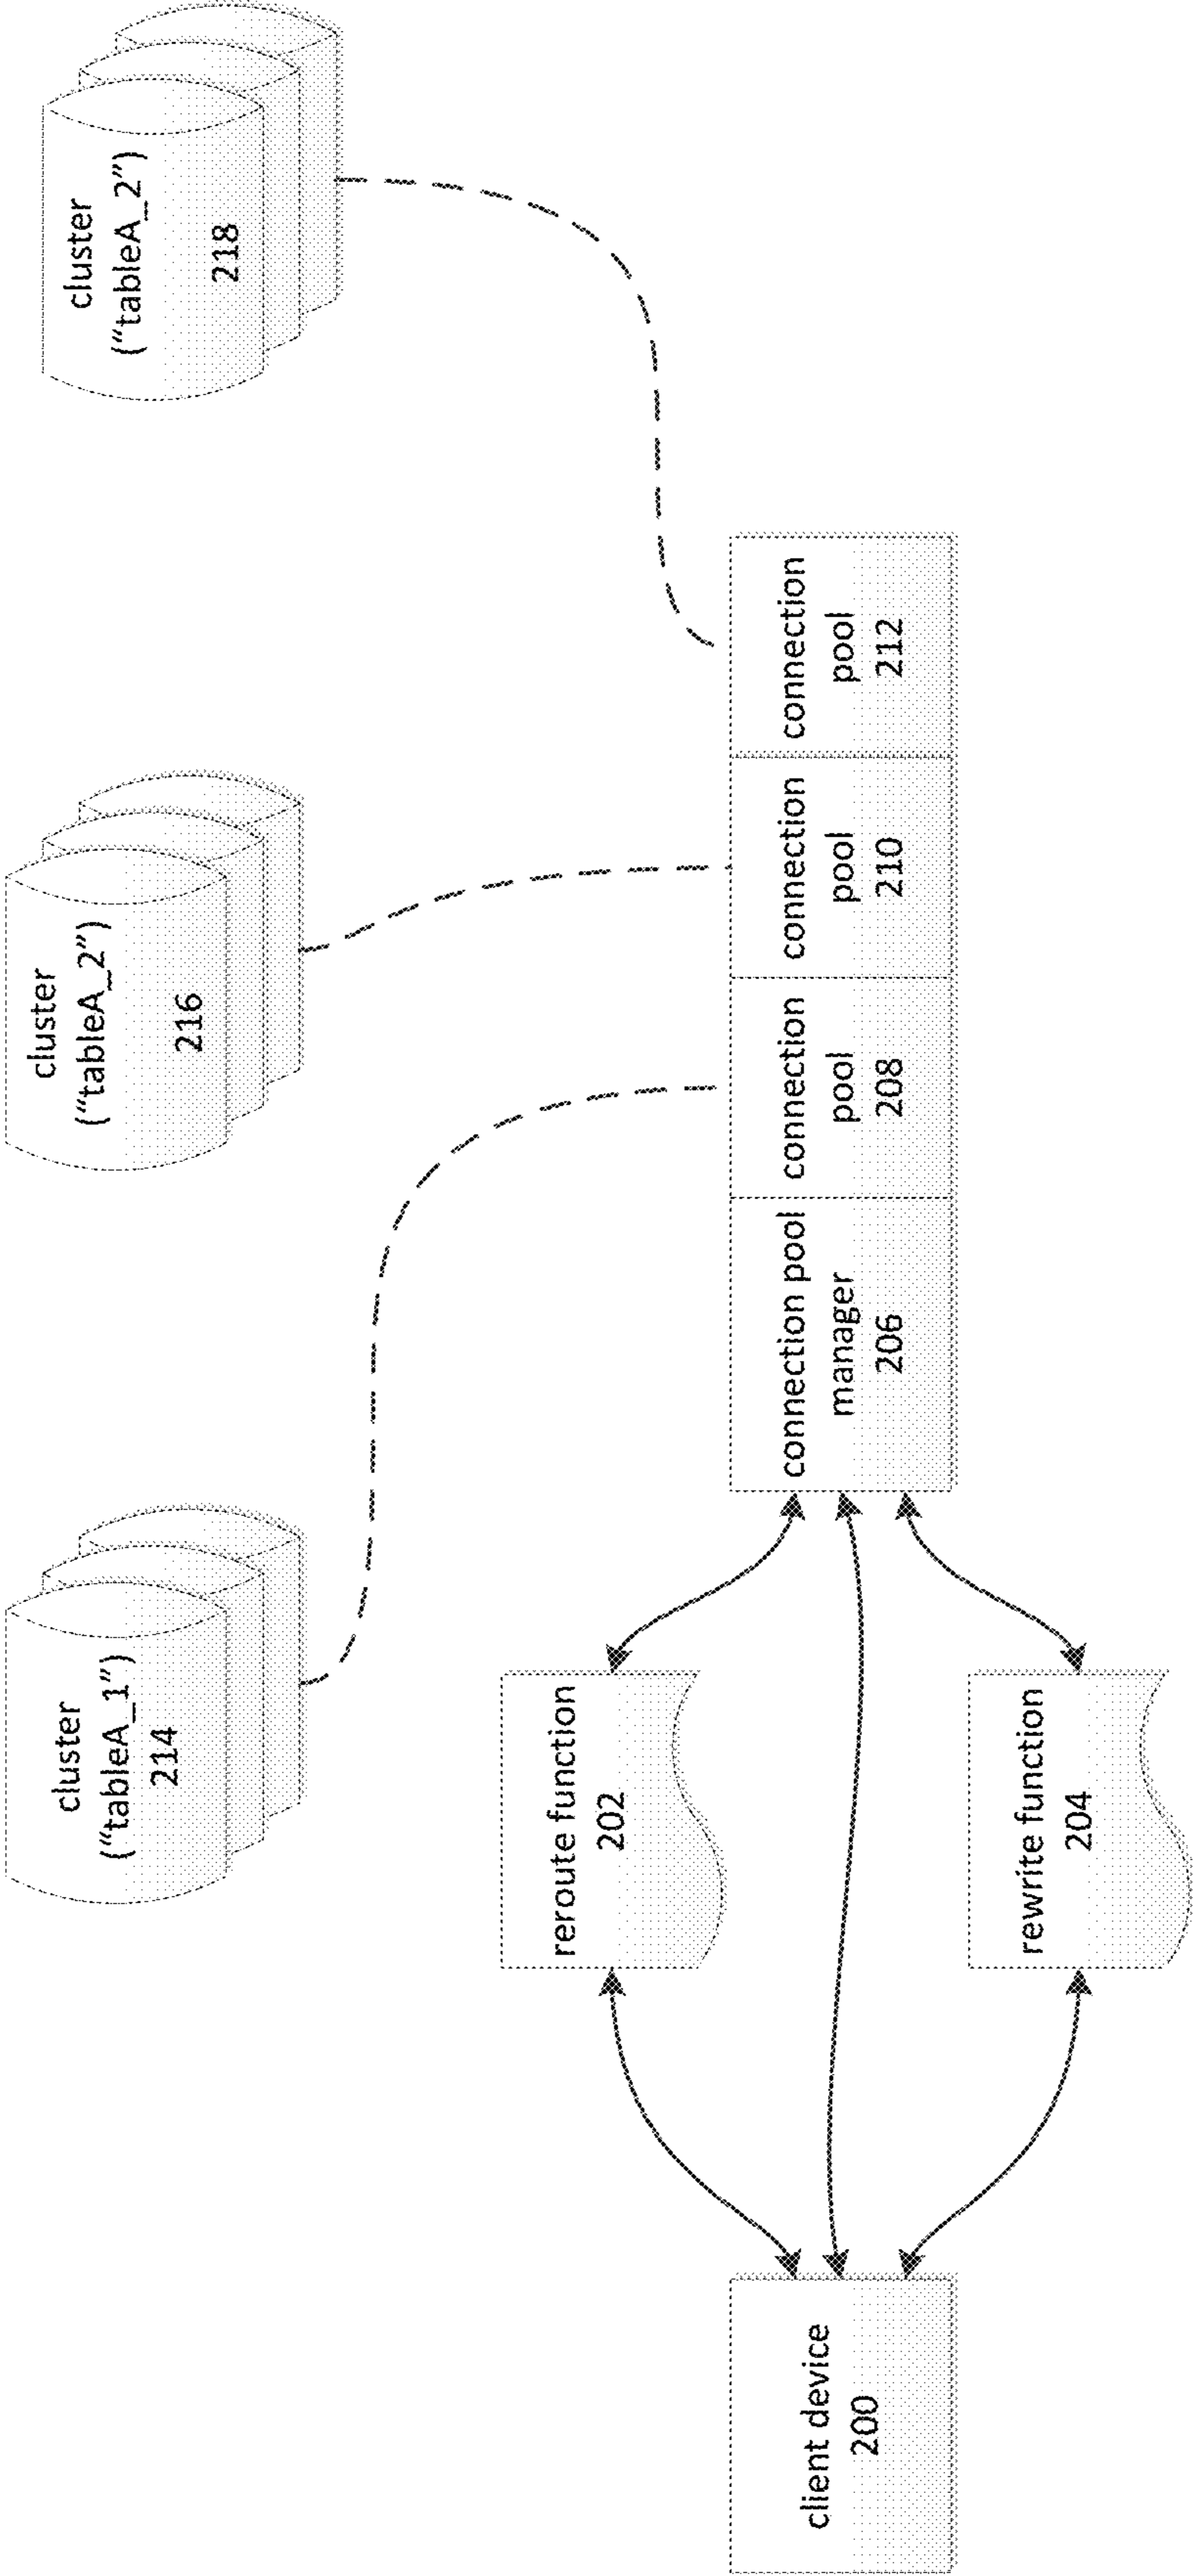 cluster
(“tableA_1”)
214
cluster
(“tableA_2”)
216
cluster
(“tableA_2”)
218
reroute function
202
client device
200
connection pool
manager
206
connection
pool
208
connection
pool
210
connection
pool
212
rewrite function
204